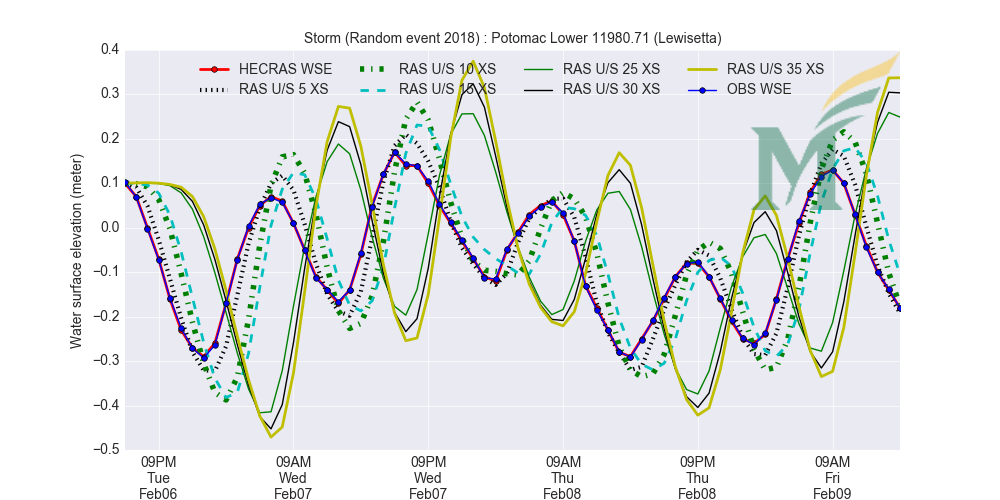 Storm (Random event 2018) : Potomac Lower 11980.71 (Lewisetta)
HECRAS WSE
RAS U/S 10 XS
RAS U/S 25 XS
RAS U/S 35 XS
RAS U/S 5 XS
RAS U/S XS
RAS U/S 30 XS
OBS WSE
Water surface elevation (meter)
0.4
0.3
0.2
0.1
0.0
−0.1
−0.2
−0.3
−0.4
−0.5
09PM
Tue
Feb06
09AM
Wed
Feb07
09PM
Wed
Feb07
09AM
Thu
Feb08
09PM
Thu
Feb08
09AM
Fri
Feb09
M